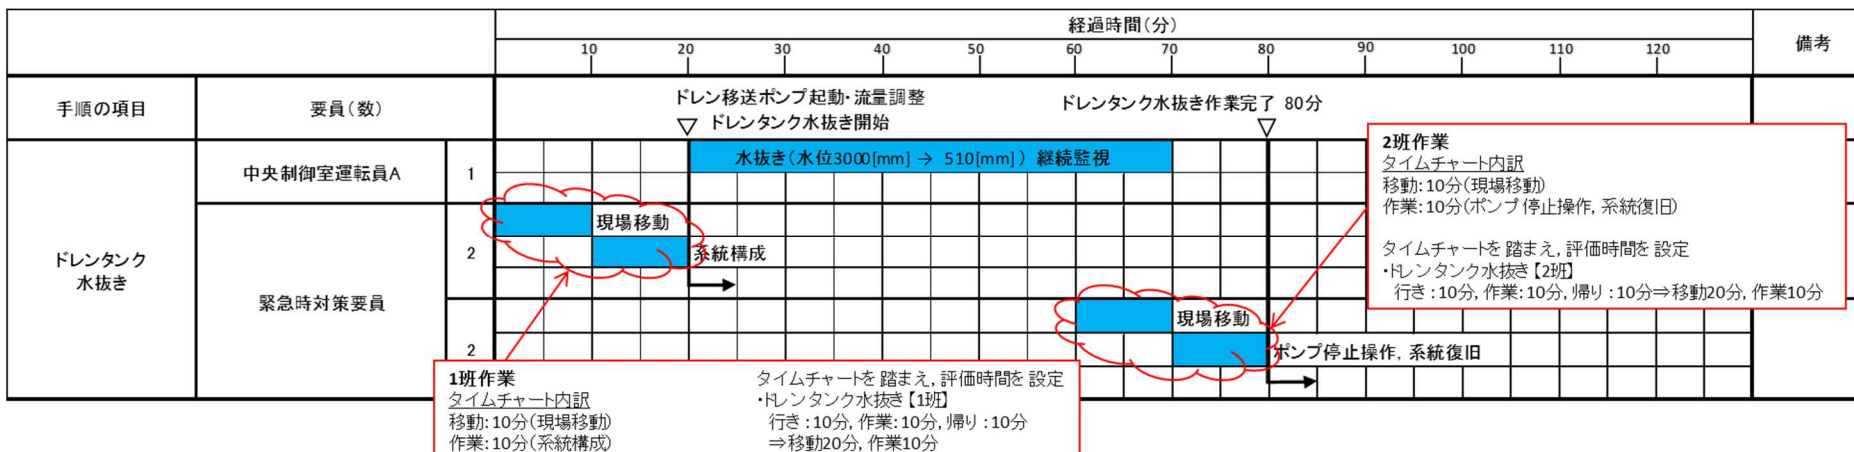 経過時間(分)
備考
10 20 30 40 50 60 70 80 90 100 110 120
手順の項目
要員(数)
ドレン移送ポンプ起動・流量調整
▽ ドレンタンク水抜き開始
ドレンタンク水抜き作業完了 80分
▽
ドレンタンク
水抜き
中央制御室運転員A
1
水抜き(水位3000[mm] → 510[mm]) 継続監視
緊急時対策要員
2
現場移動
系統構成
2
現場移動
ポンプ停止操作, 系統復旧
1班作業
タイムチャート内訳
移動:10分(現場移動)
作業:10分(系統構成)
タイムチャートを踏まえ,評価時間を設定
・ドレンタンク水抜き【1班】
行き:10分, 作業:10分, 帰り:10分
⇒移動20分, 作業10分
2班作業
タイムチャート内訳
移動:10分(現場移動)
作業:10分(ポンプ停止操作, 系統復旧)
タイムチャートを踏まえ,評価時間を設定
・ドレンタンク水抜き【2班】
行き:10分, 作業:10分, 帰り:10分⇒移動20分, 作業10分